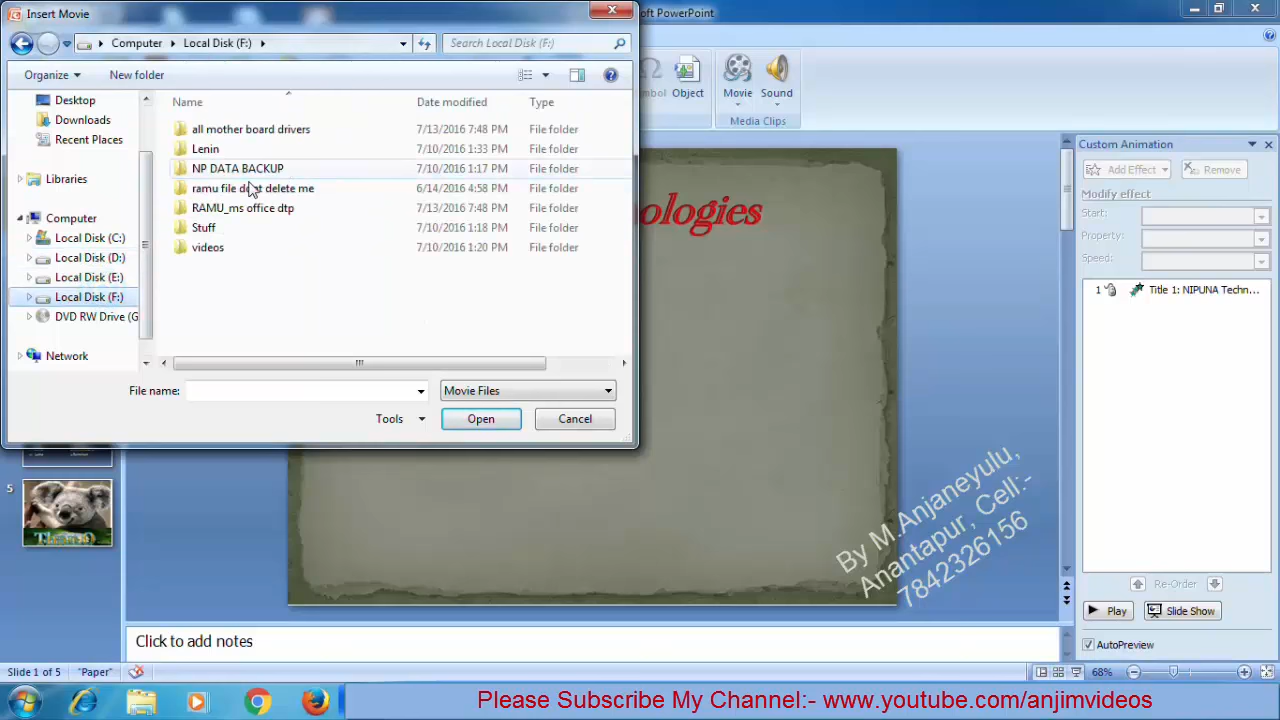 Insert Movie
oft PowerPoint
Computer
Local Disk (F:)
Search Local Disk (F:)
Organize
New folder
Object
Movie
Sound
Media Clips
Desktop
Downloads
Recent Places
Libraries
Computer
Local Disk (C:)
Local Disk (D:)
Local Disk (E:)
Local Disk (F:)
DVD RW Drive (G
Network
Name Date modified Type
all mother board drivers 7/13/2016 7:48 PM File folder
Lenin 7/10/2016 1:33 PM File folder
NP DATA BACKUP 7/10/2016 1:17 PM File folder
ramu file dont delete me 6/14/2016 4:58 PM File folder
RAMU_ms office dtp 7/13/2016 7:48 PM File folder
Stuff 7/10/2016 1:18 PM File folder
videos 7/10/2016 1:20 PM File folder
File name:
Movie Files
Tools
Open
Cancel
ologies
Custom Animation
Add Effect
Remove
Modify effect
Start:
Property:
Speed:
1 Title 1: NIPUNA Techn...
Re-Order
Play
Slide Show
AutoPreview
5
By M.Anjaneyulu,
Anantapur, Cell:-
7842326156
Click to add notes
Slide 1 of 5
"Paper"
68%
Please Subscribe My Channel:- www.youtube.com/anjimvideos